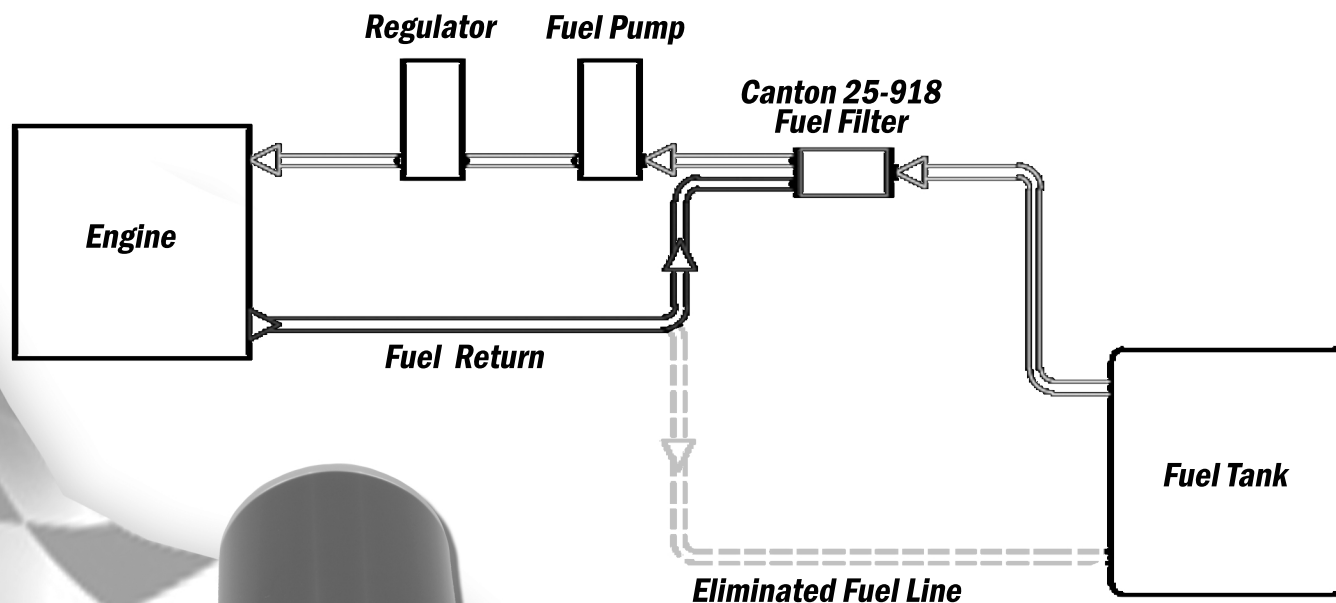 Regulator
Fuel Pump
Canton 25-918
Fuel Filter
Engine
Fuel Return
Fuel Tank
Eliminated Fuel Line